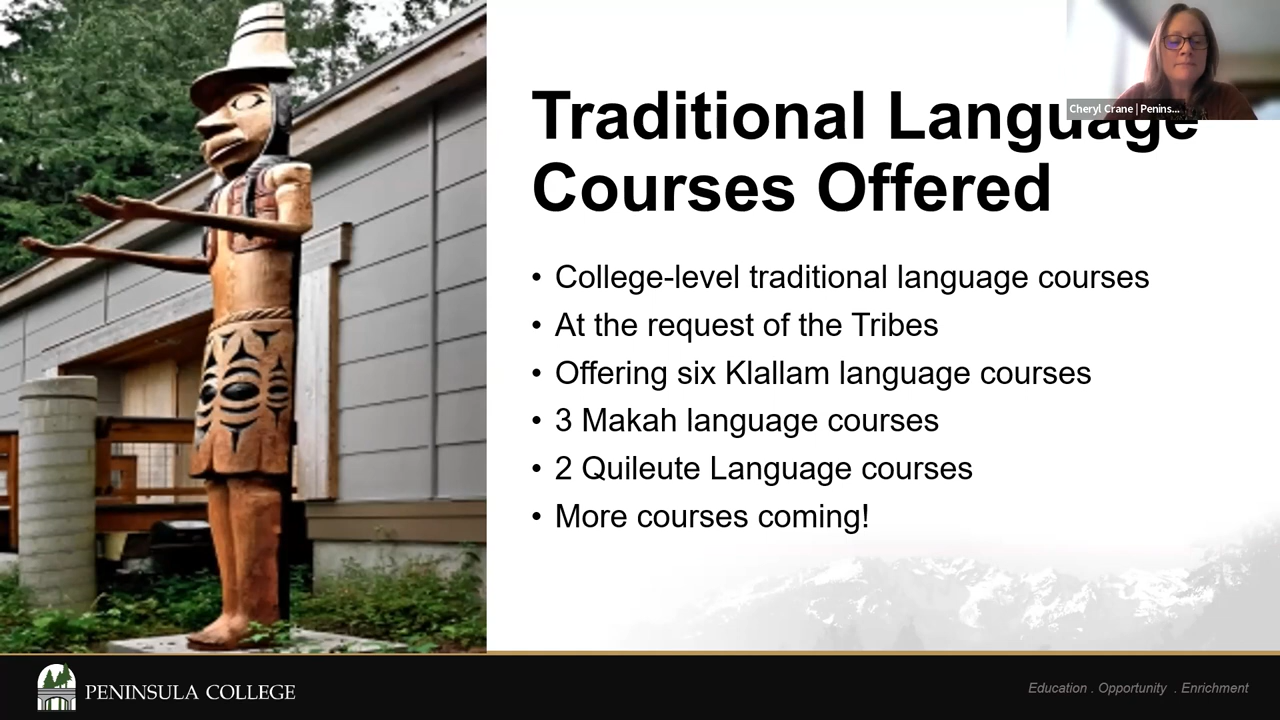 Cheryl Crane | Penins...
Traditional Language
Courses Offered
• College-level traditional language courses
• At the request of the Tribes
• Offering six Klallam language courses
• 3 Makah language courses
• 2 Quileute Language courses
• More courses coming!
PENINSULA COLLEGE
Education . Opportunity . Enrichment